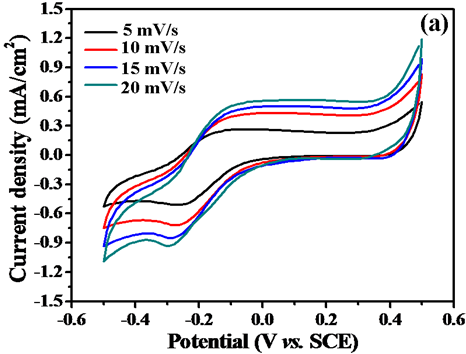 (a)
5 mV/s
10 mV/s
15 mV/s
20 mV/s
Current density (mA/cm²)
1.5
1.2
0.9
0.6
0.3
0.0
-0.3
-0.6
-0.9
-1.2
-1.5
-0.6 -0.4 -0.2 0.0 0.2 0.4 0.6
Potential (V vs. SCE)